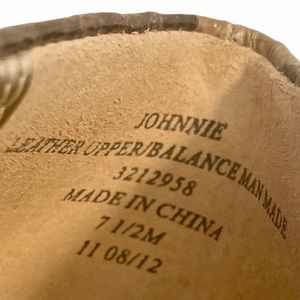 JOHNNIE
LEATHER UPPER/BALANCE MAN MADE
3212958
MADE IN CHINA
7 1/2M
11 08/12